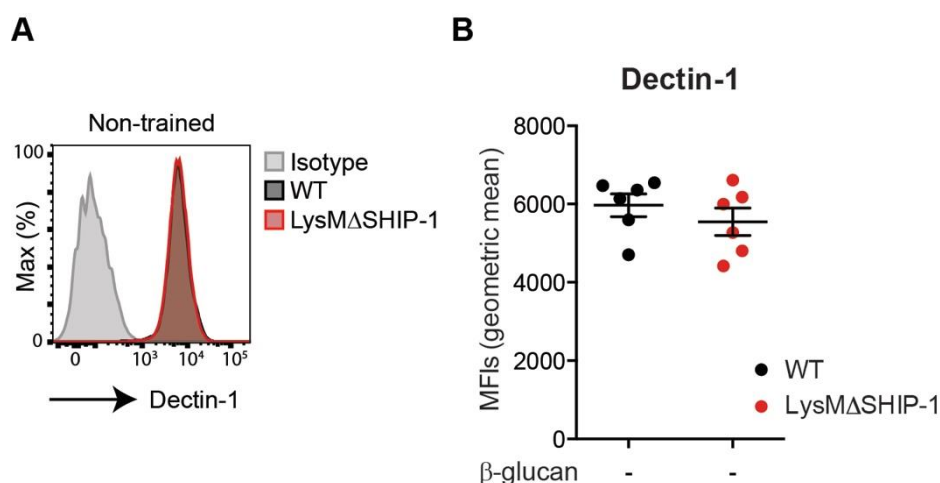 A
Non-trained
100
Max (%)
0
0 10³ 10⁴ 10⁵
Dectin-1
Isotype
WT
LysMΔSHIP-1
B
Dectin-1
MFIs (geometric mean)
8000
6000
4000
2000
0
WT
LysMΔSHIP-1
β-glucan - -